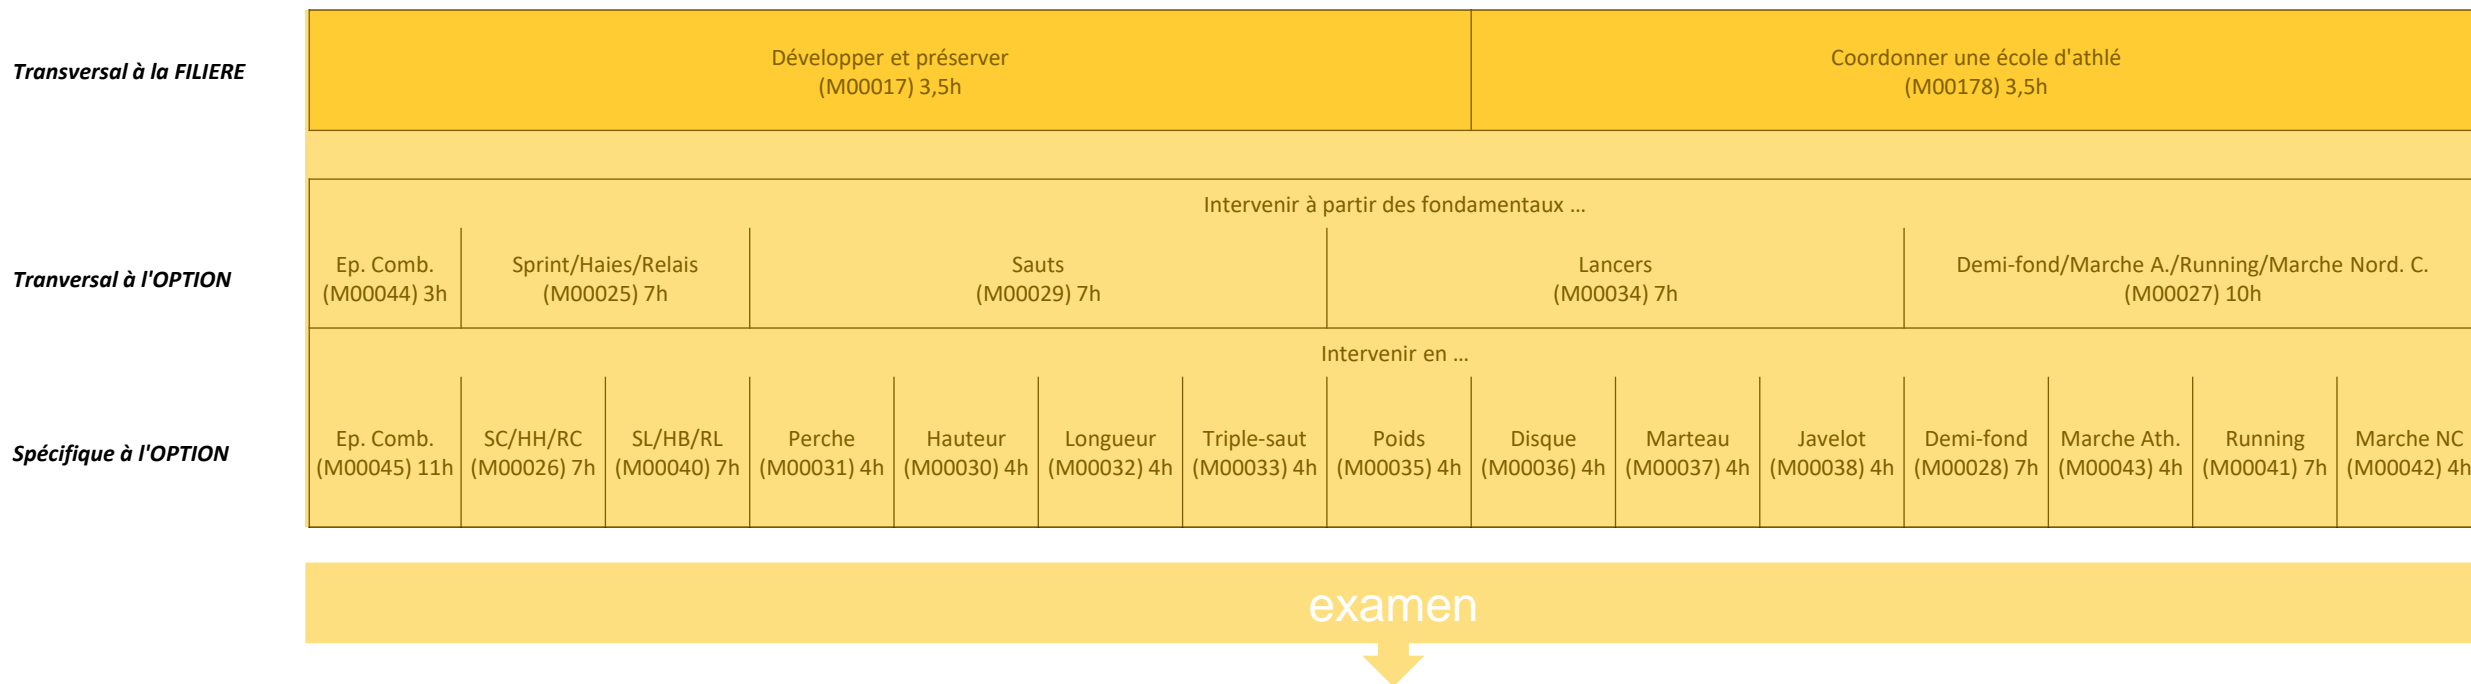 Transversal à la FILIERE
Développer et préserver
(M00017) 3,5h
Coordonner une école d'athlé
(M00178) 3,5h
Intervenir à partir des fondamentaux ...
Tranversal à l'OPTION
Ep. Comb.
(M00044) 3h
Sprint/Haies/Relais
(M00025) 7h
Sauts
(M00029) 7h
Lancers
(M00034) 7h
Demi-fond/Marche A./Running/Marche Nord. C.
(M00027) 10h
Intervenir en ...
Spécifique à l'OPTION
Ep. Comb.
(M00045) 11h
SC/HH/RC
(M00026) 7h
SL/HB/RL
(M00040) 7h
Perche
(M00031) 4h
Hauteur
(M00030) 4h
Longueur
(M00032) 4h
Triple-saut
(M00033) 4h
Poids
(M00035) 4h
Disque
(M00036) 4h
Marteau
(M00037) 4h
Javelot
(M00038) 4h
Demi-fond
(M00028) 7h
Marche Ath.
(M00043) 4h
Running
(M00041) 7h
Marche NC
(M00042) 4h
examen